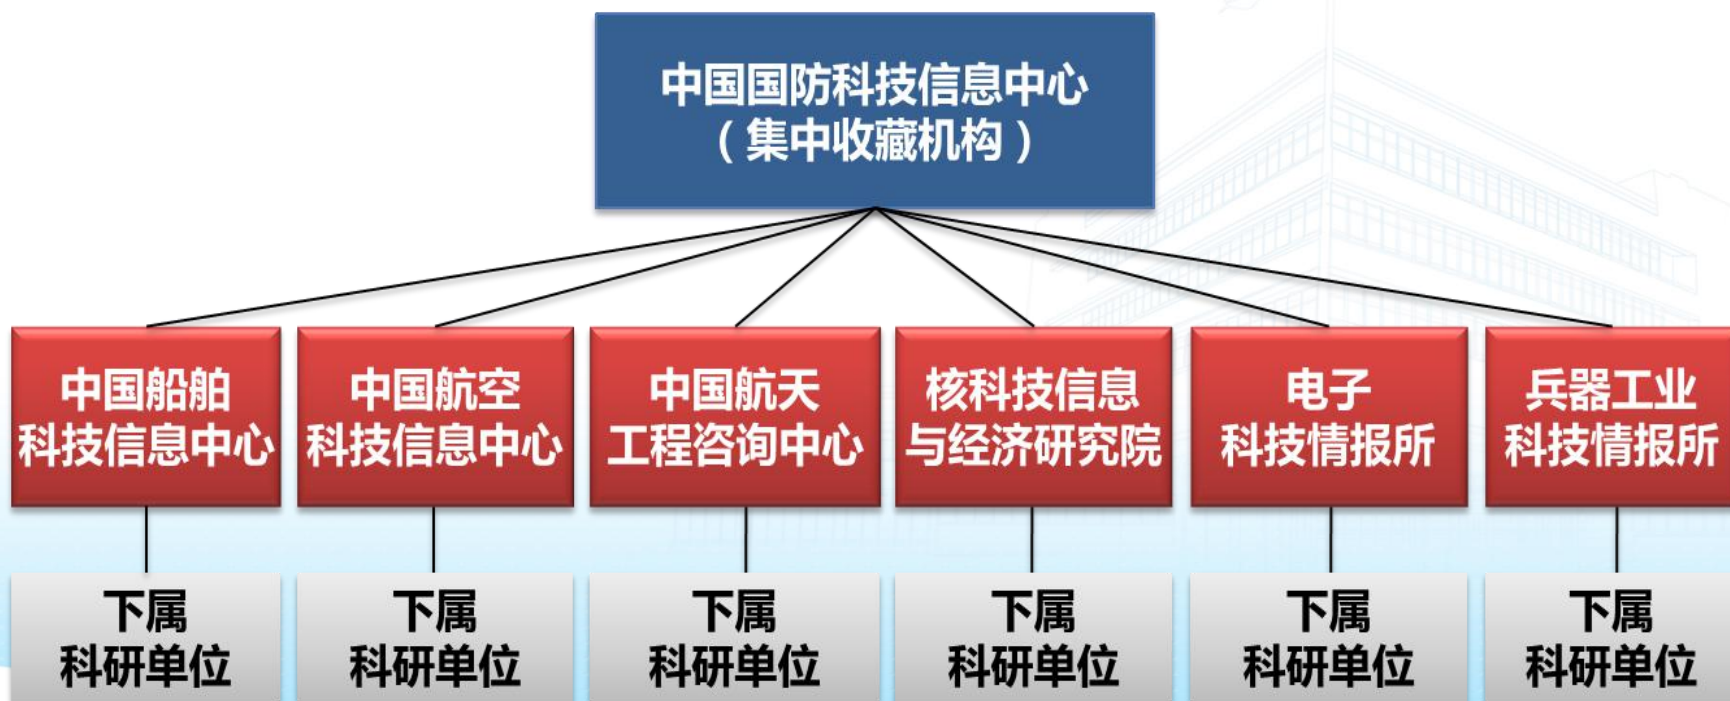 中国国防科技信息中心
（集中收藏机构）
中国船舶
科技信息中心
中国航空
科技信息中心
中国航天
工程咨询中心
核科技信息
与经济研究院
电子
科技情报所
兵器工业
科技情报所
下属
科研单位
下属
科研单位
下属
科研单位
下属
科研单位
下属
科研单位
下属
科研单位